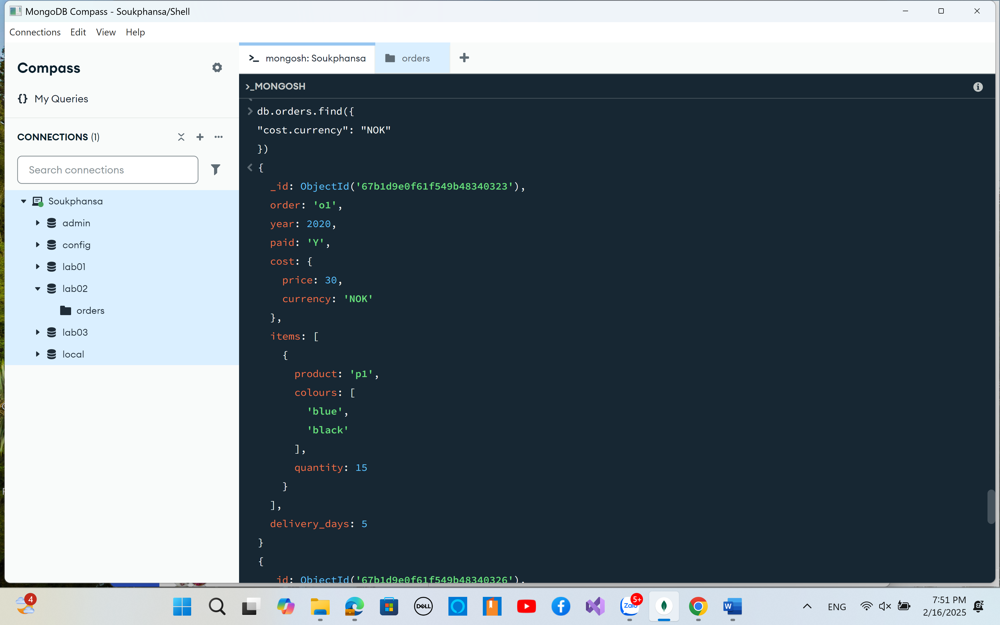 MongoDB Compass - Soukphansa/Shell
Connections Edit View Help
Compass
{} My Queries
CONNECTIONS (1)
Search connections
Soukphansa
admin
config
lab01
lab02
orders
lab03
local
>_ mongosh: Soukphansa
orders
>_MONGOSH
> db.orders.find({
"cost.currency": "NOK"
})
< {
_id: ObjectId('67b1d9e0f61f549b48340323'),
order: 'o1',
year: 2020,
paid: 'Y',
cost: {
price: 30,
currency: 'NOK'
},
items: [
{
product: 'p1',
colours: [
'blue',
'black'
],
quantity: 15
}
],
delivery_days: 5
}
{
_id: ObjectId('67b1d9e0f61f549b48340326'),
4
DELL
Zalo
5+
W
ENG
7:51 PM
2/16/2025